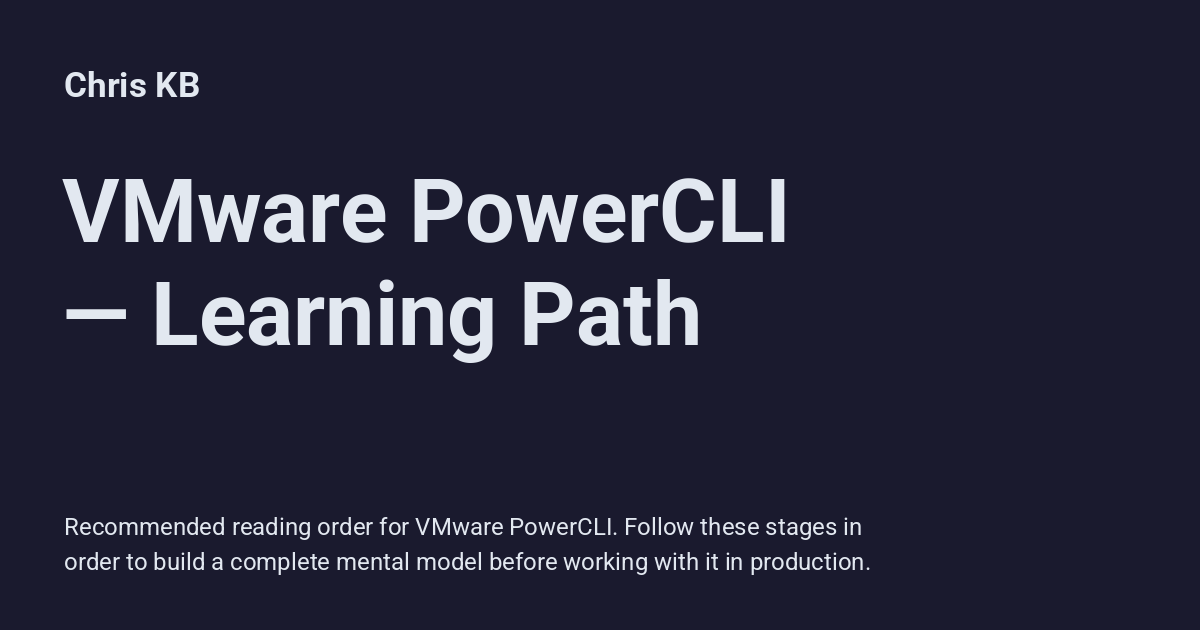 Chris KB
VMware PowerCLI
— Learning Path
Recommended reading order for VMware PowerCLI. Follow these stages in
order to build a complete mental model before working with it in production.